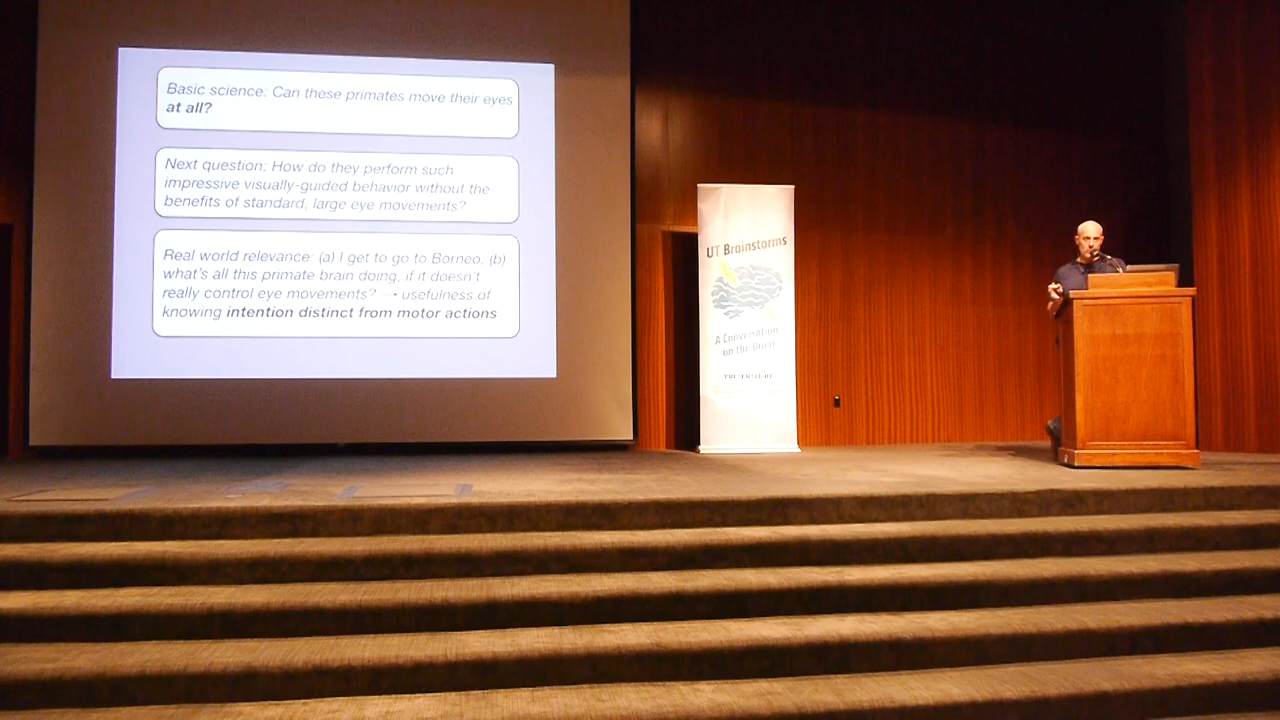 Basic science: Can these primates move their eyes
at all?
Next question: How do they perform such
impressive visually-guided behavior without the
benefits of standard, large eye movements?
Real world relevance: (a) I get to go to Borneo, (b)
what's all this primate brain doing, if it doesn't
really control eye movements? → usefulness of
knowing intention distinct from motor actions
UT Brainstorms
A Conversation
on the Brain
PRESENTED BY